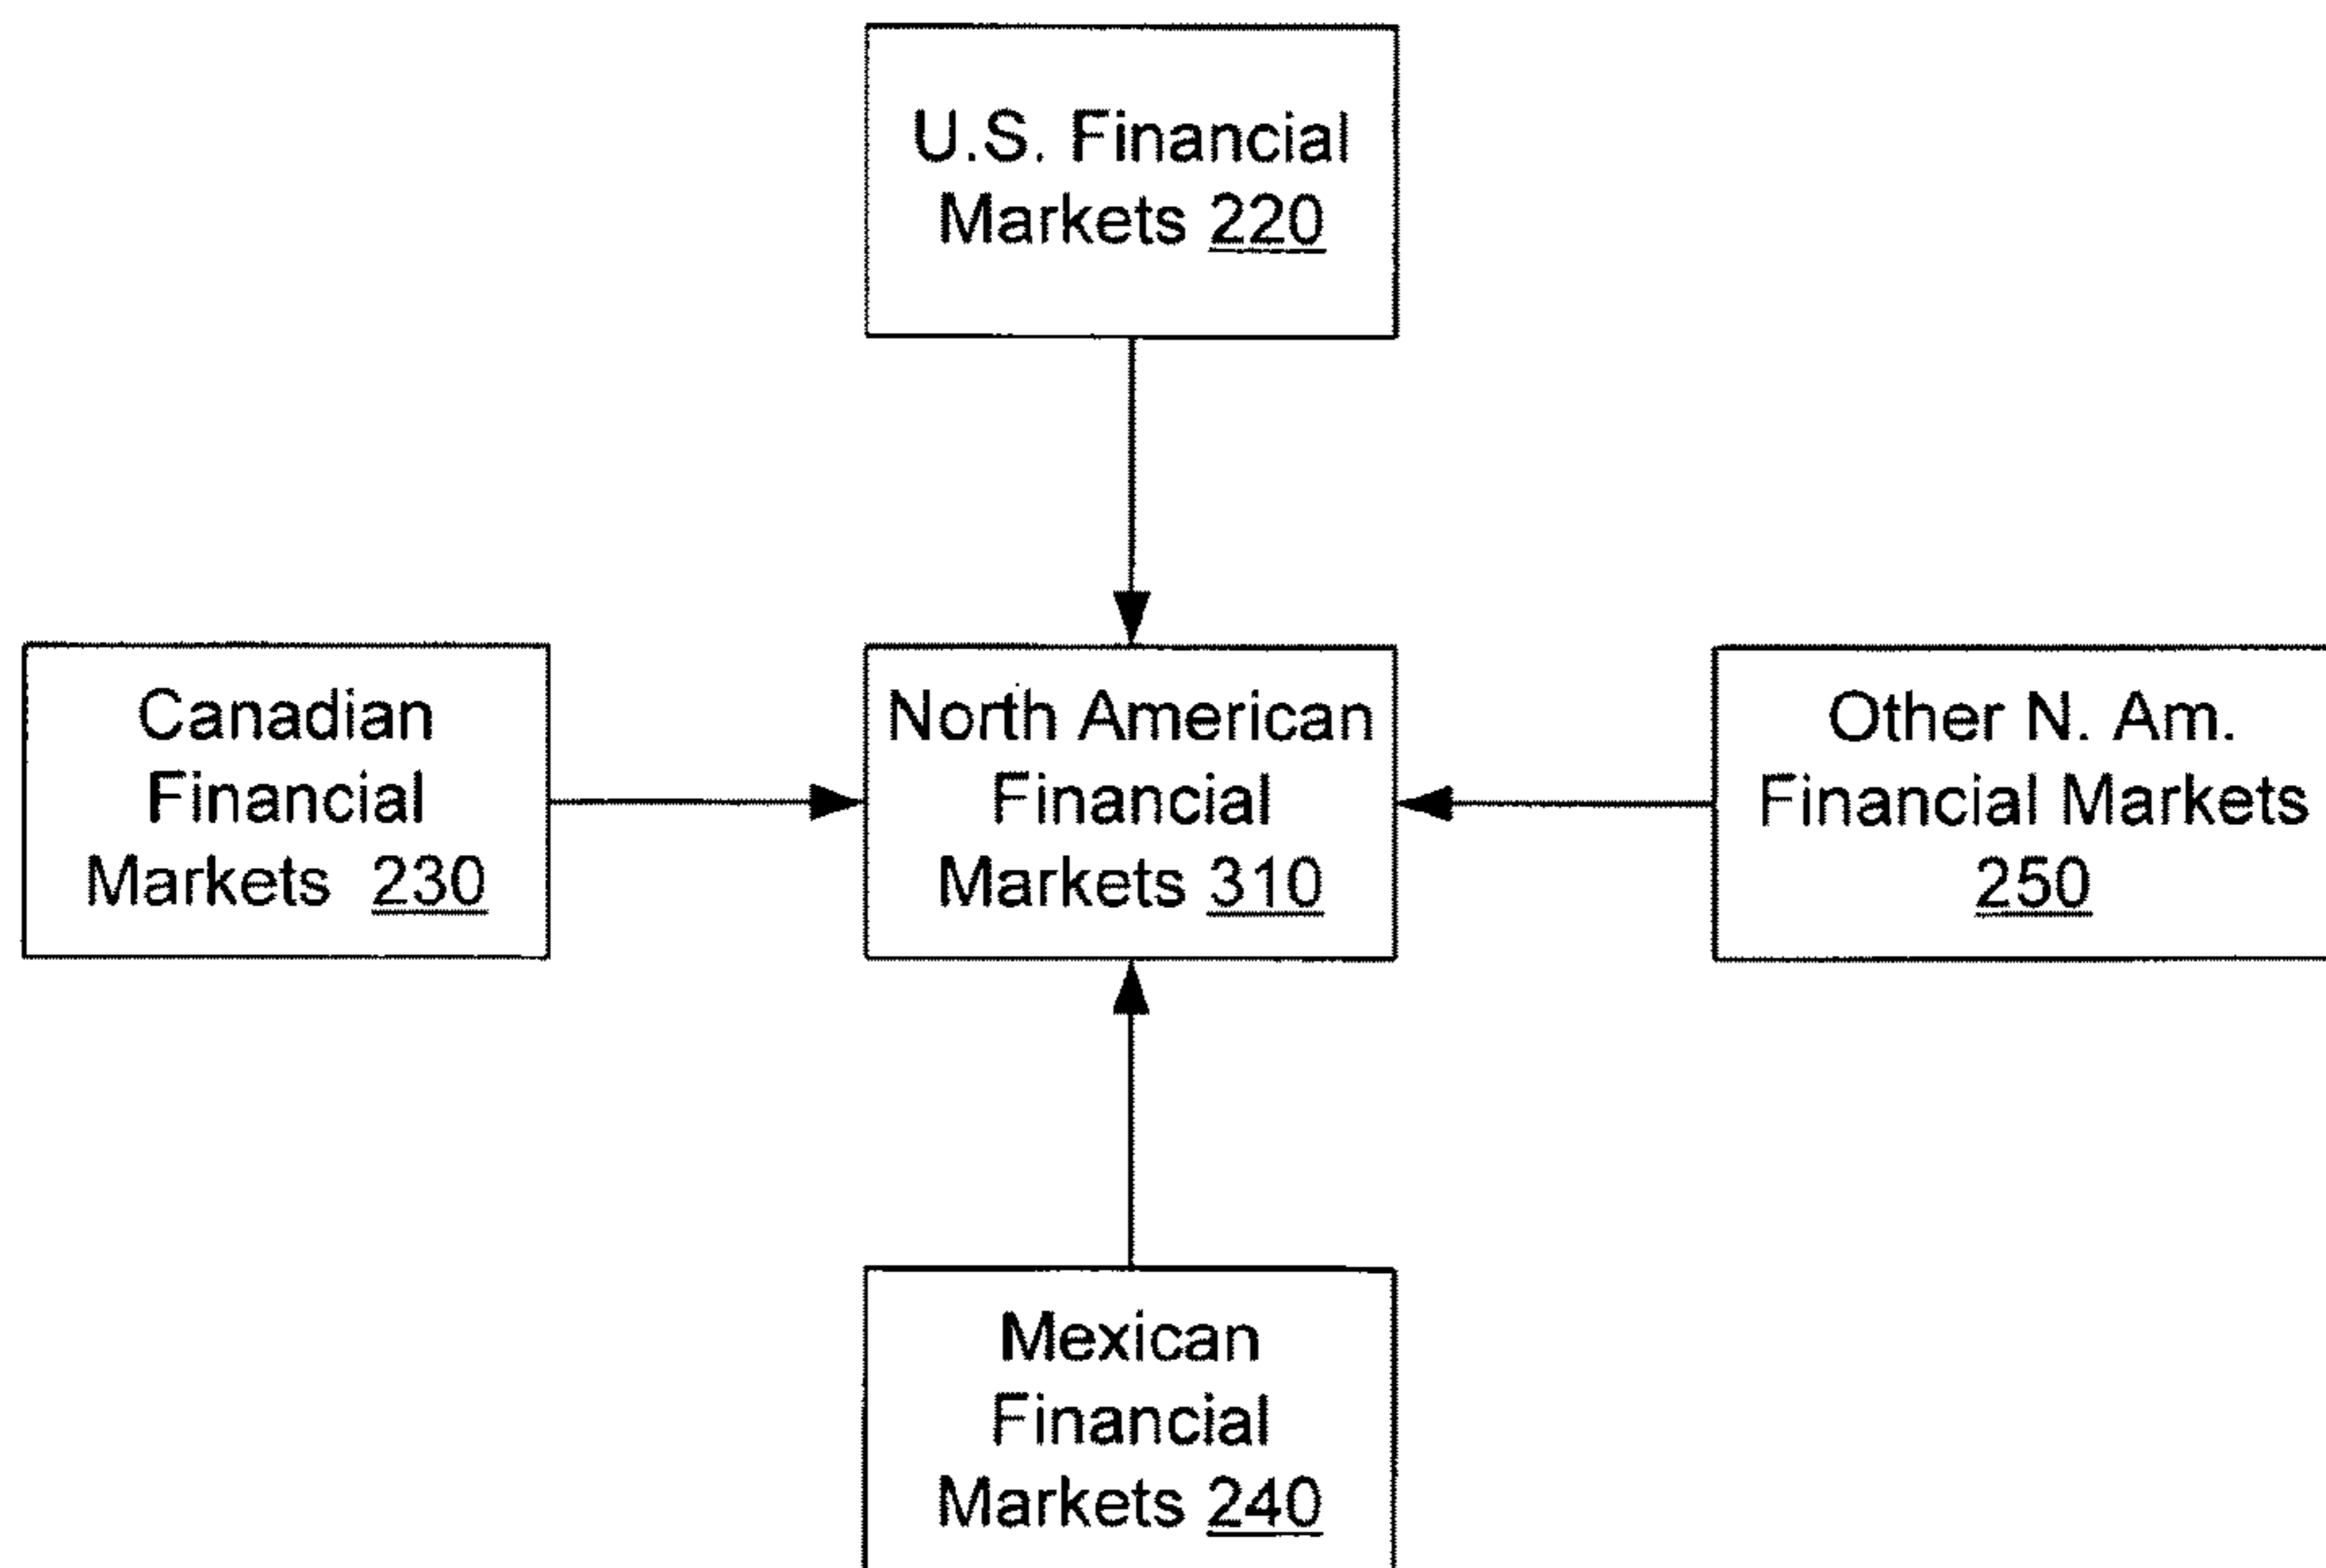 U.S. Financial
Markets 220
Canadian
Financial
Markets 230
North American
Financial
Markets 310
Other N. Am.
Financial Markets
250
Mexican
Financial
Markets 240